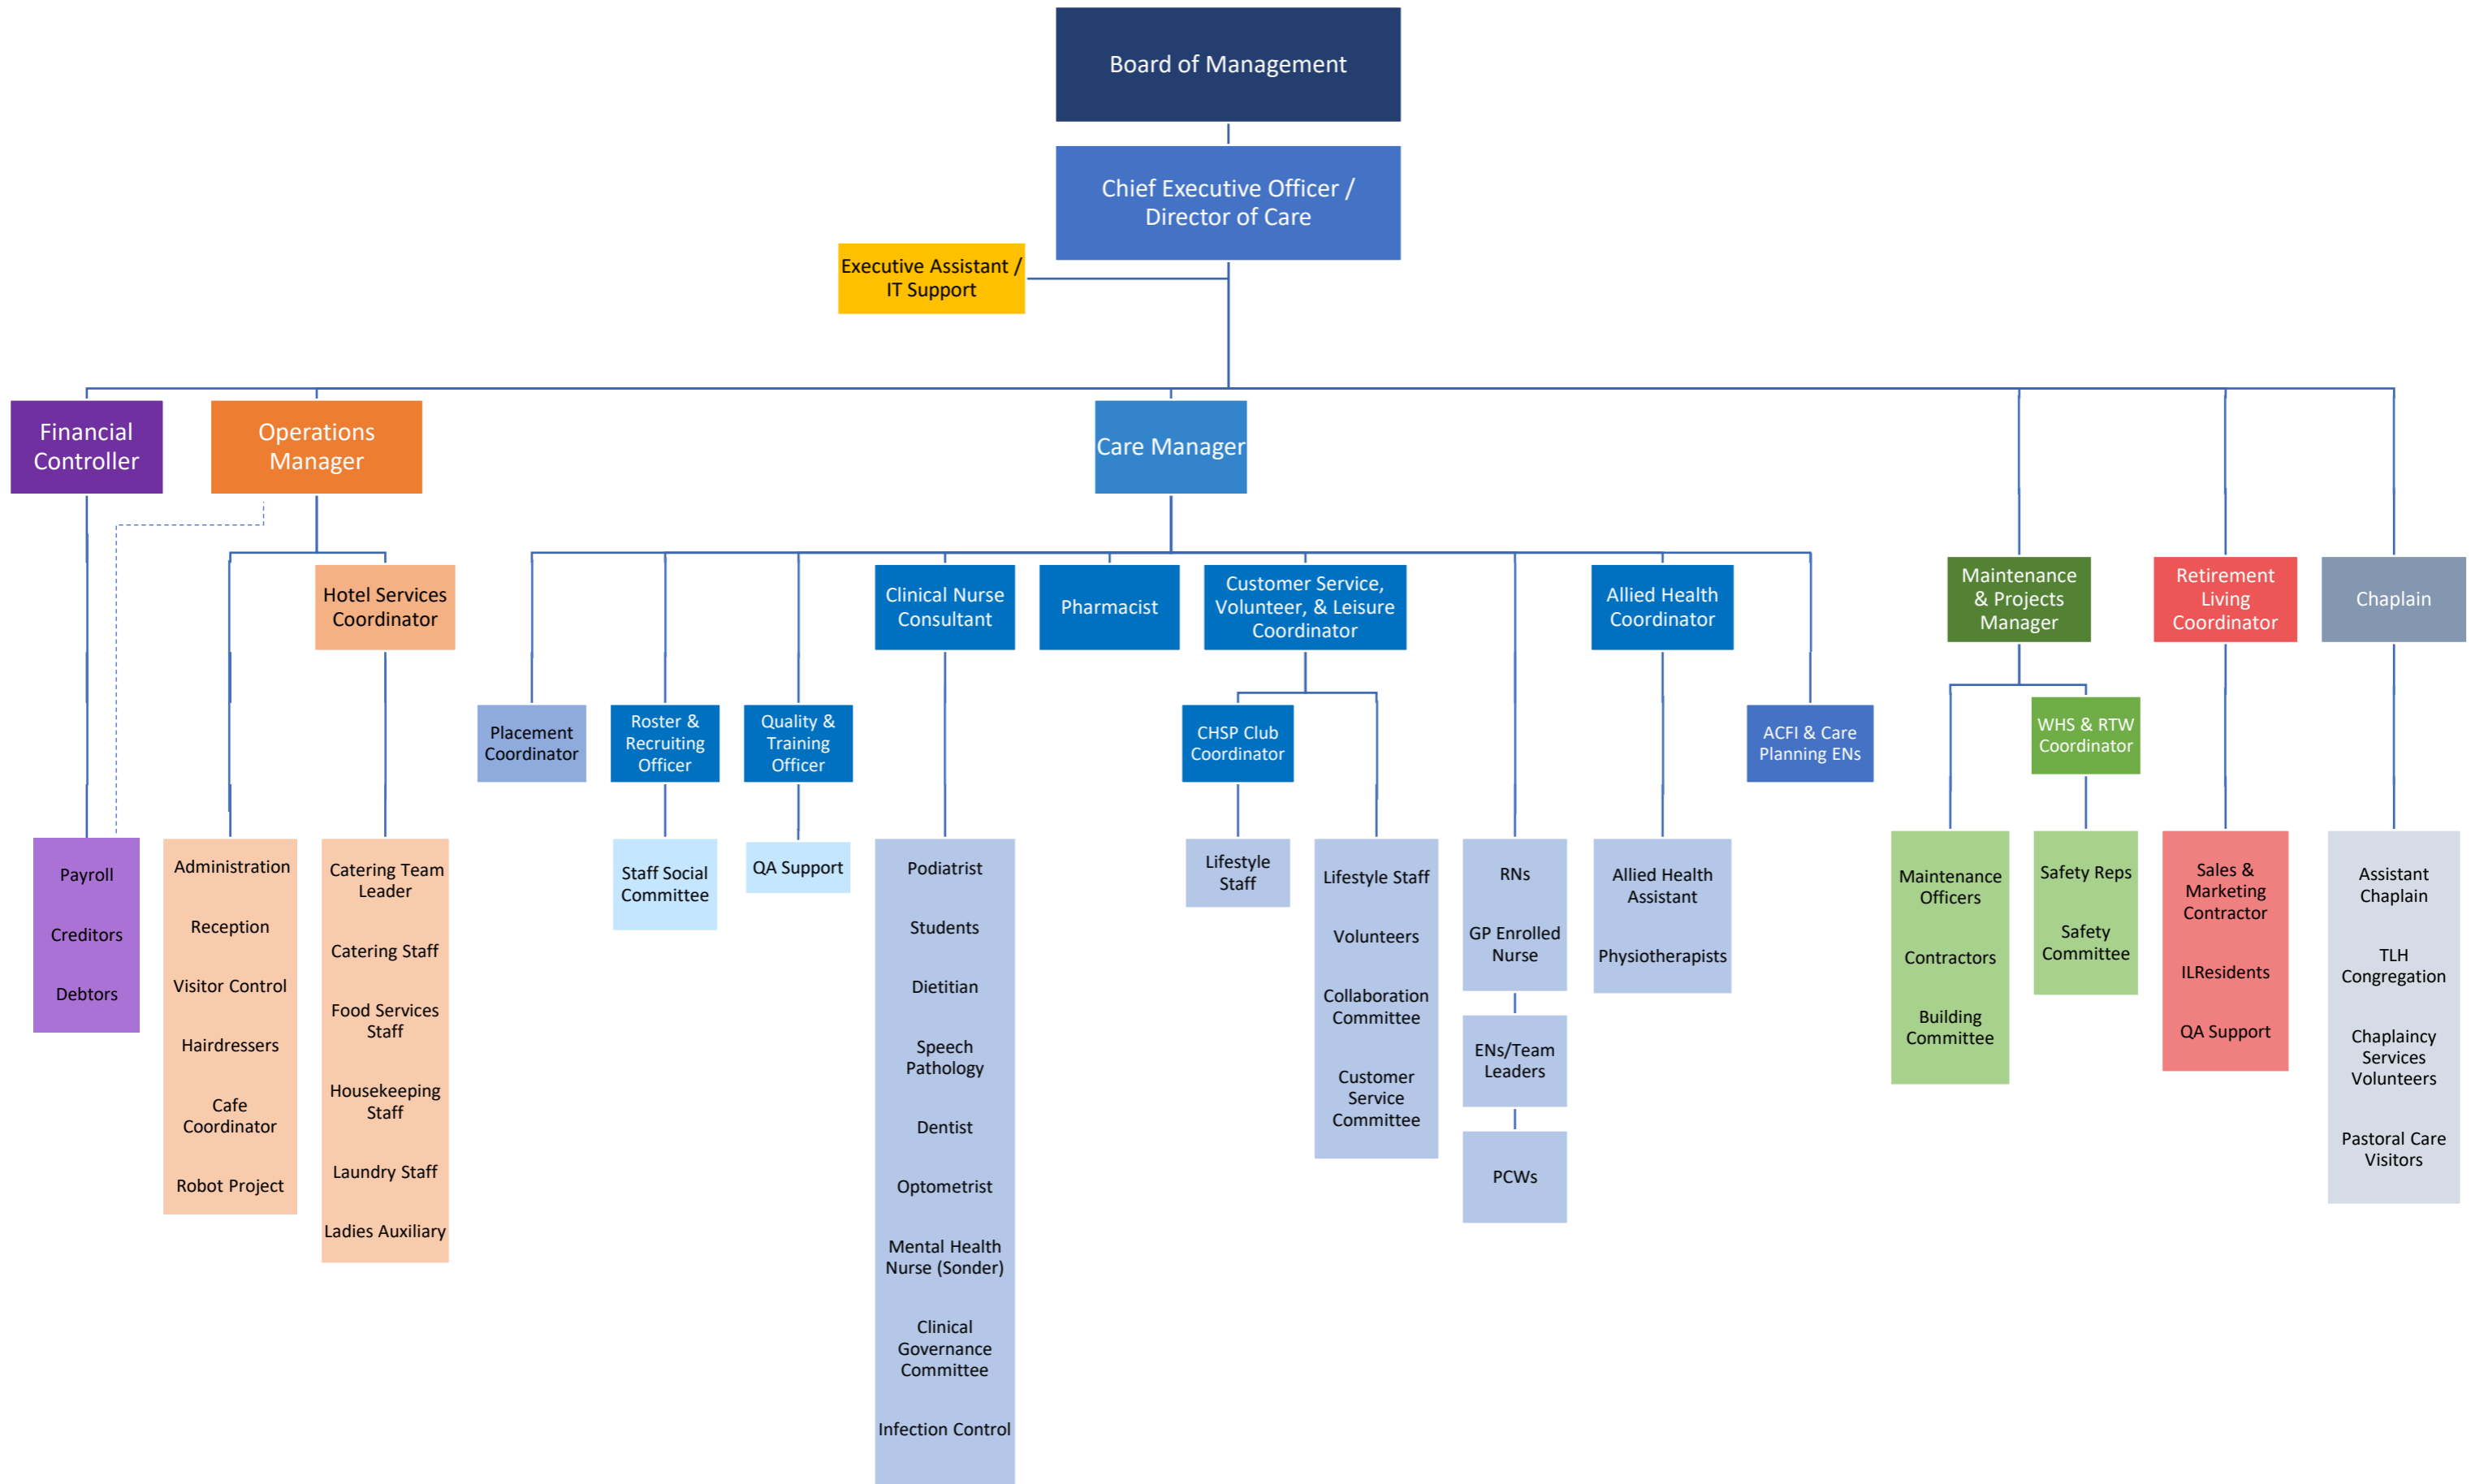 Board of Management
Chief Executive Officer /
Director of Care
Executive Assistant /
IT Support
Financial
Controller
Operations
Manager
Care Manager
Hotel Services
Coordinator
Clinical Nurse
Consultant
Pharmacist
Customer Service,
Volunteer, & Leisure
Coordinator
Allied Health
Coordinator
Maintenance
& Projects
Manager
Retirement
Living
Coordinator
Chaplain
Placement
Coordinator
Roster &
Recruiting
Officer
Quality &
Training
Officer
CHSP Club
Coordinator
ACFI & Care
Planning ENs
WHS & RTW
Coordinator
Payroll
Creditors
Debtors
Administration
Reception
Visitor Control
Hairdressers
Cafe
Coordinator
Robot Project
Catering Team
Leader
Catering Staff
Food Services
Staff
Housekeeping
Staff
Laundry Staff
Ladies Auxiliary
Staff Social
Committee
QA Support
Podiatrist
Students
Dietitian
Speech
Pathology
Dentist
Optometrist
Mental Health
Nurse (Sonder)
Clinical
Governance
Committee
Infection Control
Lifestyle
Staff
Lifestyle Staff
Volunteers
Collaboration
Committee
Customer
Service
Committee
RNs
GP Enrolled
Nurse
ENs/Team
Leaders
PCWs
Allied Health
Assistant
Physiotherapists
Maintenance
Officers
Contractors
Building
Committee
Safety Reps
Safety
Committee
Sales &
Marketing
Contractor
ILResidents
QA Support
Assistant
Chaplain
TLH
Congregation
Chaplaincy
Services
Volunteers
Pastoral Care
Visitors